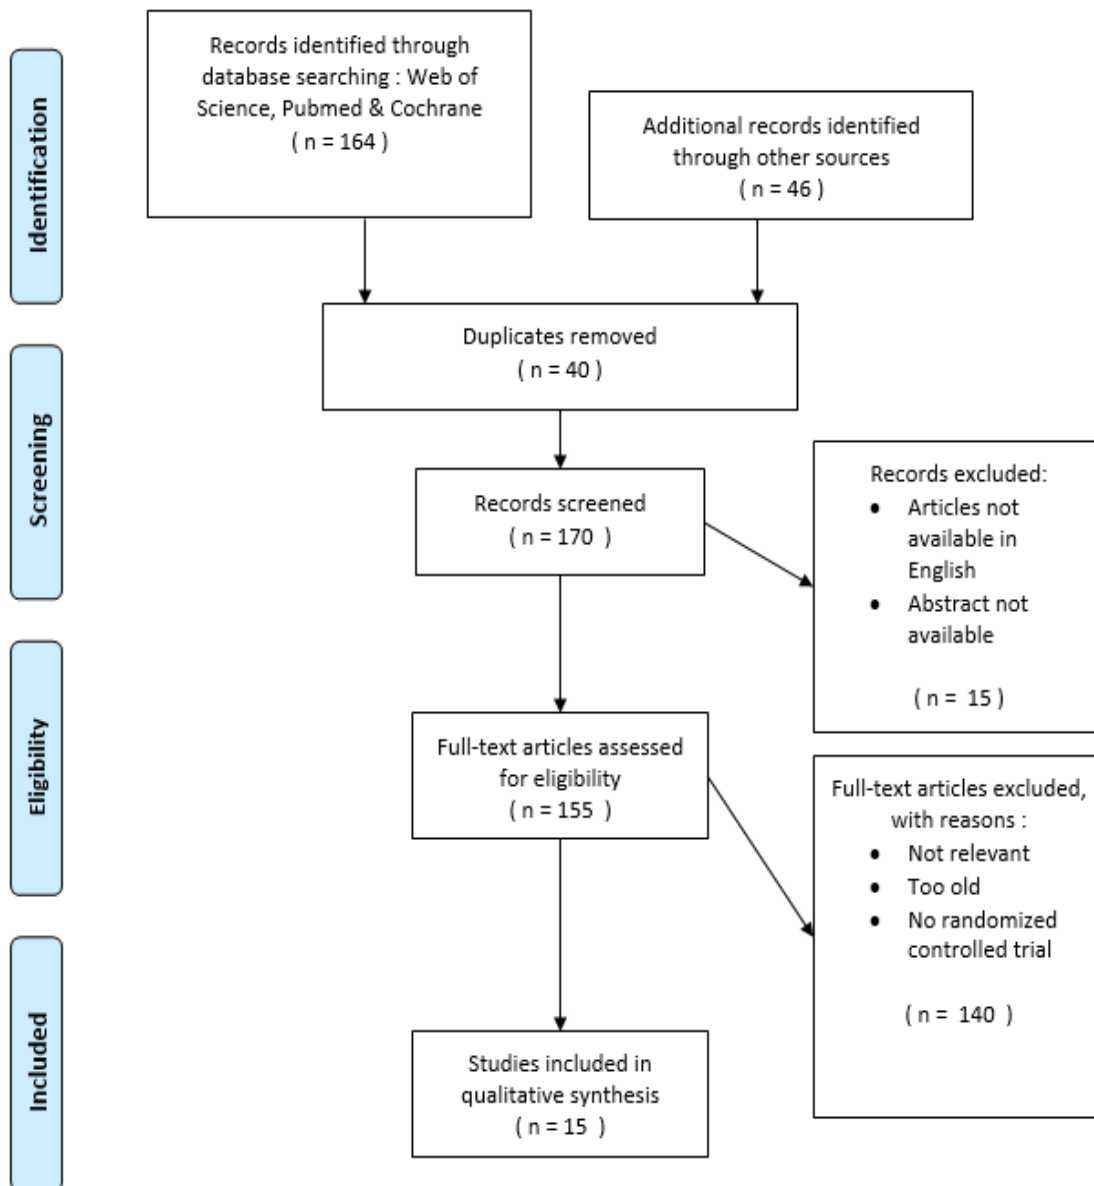 Identification
Records identified through
database searching : Web of
Science, Pubmed & Cochrane
( n = 164 )
Additional records identified
through other sources
( n = 46 )
Duplicates removed
( n = 40 )
Screening
Records screened
( n = 170 )
Records excluded:
• Articles not
available in
English
• Abstract not
available
( n = 15 )
Eligibility
Full-text articles assessed
for eligibility
( n = 155 )
Full-text articles excluded,
with reasons :
• Not relevant
• Too old
• No randomized
controlled trial
( n = 140 )
Included
Studies included in
qualitative synthesis
( n = 15 )